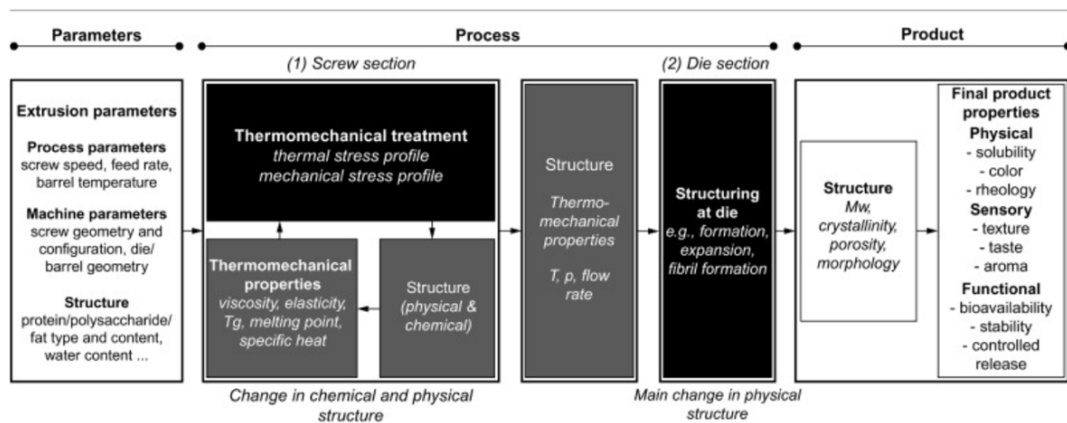 Parameters
Process
Product
(1) Screw section
(2) Die section
Extrusion parameters
Process parameters
screw speed, feed rate,
barrel temperature
Machine parameters
screw geometry and
configuration, die/
barrel geometry
Structure
protein/polysaccharide/
fat type and content,
water content ...
Thermomechanical treatment
thermal stress profile
mechanical stress profile
Thermomechanical
properties
viscosity, elasticity,
Tg, melting point,
specific heat
Structure
(physical &
chemical)
Change in chemical and physical
structure
Structure
Thermo-
mechanical
properties
T, p, flow
rate
Structuring
at die
e.g., formation,
expansion,
fibril formation
Main change in physical
structure
Structure
Mw,
crystallinity,
porosity,
morphology
Final product
properties
Physical
- solubility
- color
- rheology
Sensory
- texture
- taste
- aroma
Functional
- bioavailability
- stability
- controlled
release